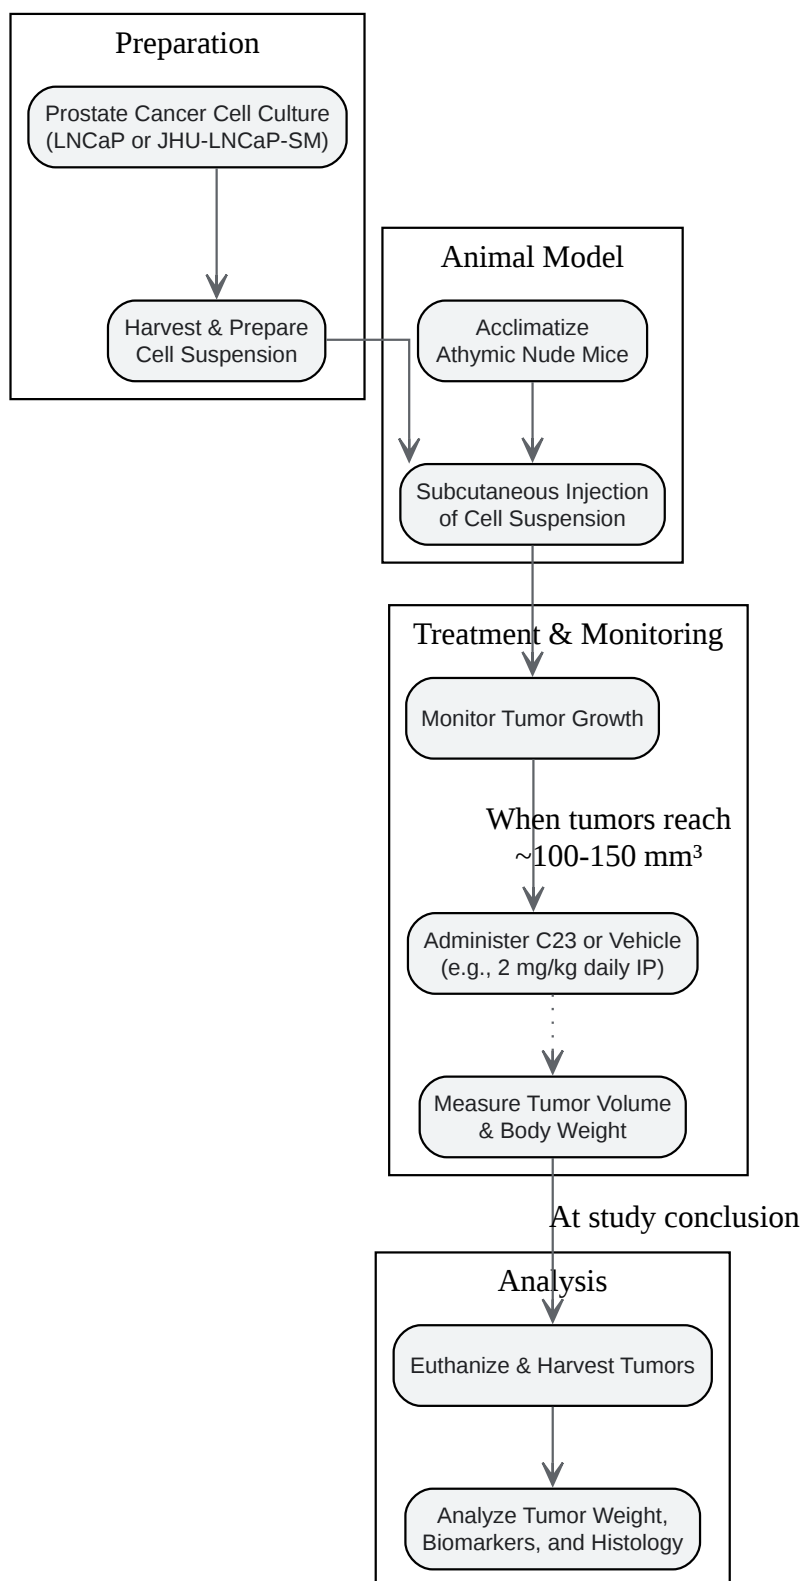 Preparation
Prostate Cancer Cell Culture
(LNCaP or JHU-LNCaP-SM)
Harvest & Prepare
Cell Suspension
Animal Model
Acclimatize
Athymic Nude Mice
Subcutaneous Injection
of Cell Suspension
Treatment & Monitoring
Monitor Tumor Growth
When tumors reach
~100-150 mm³
Administer C23 or Vehicle
(e.g., 2 mg/kg daily IP)
Measure Tumor Volume
& Body Weight
At study conclusion
Analysis
Euthanize & Harvest Tumors
Analyze Tumor Weight,
Biomarkers, and Histology